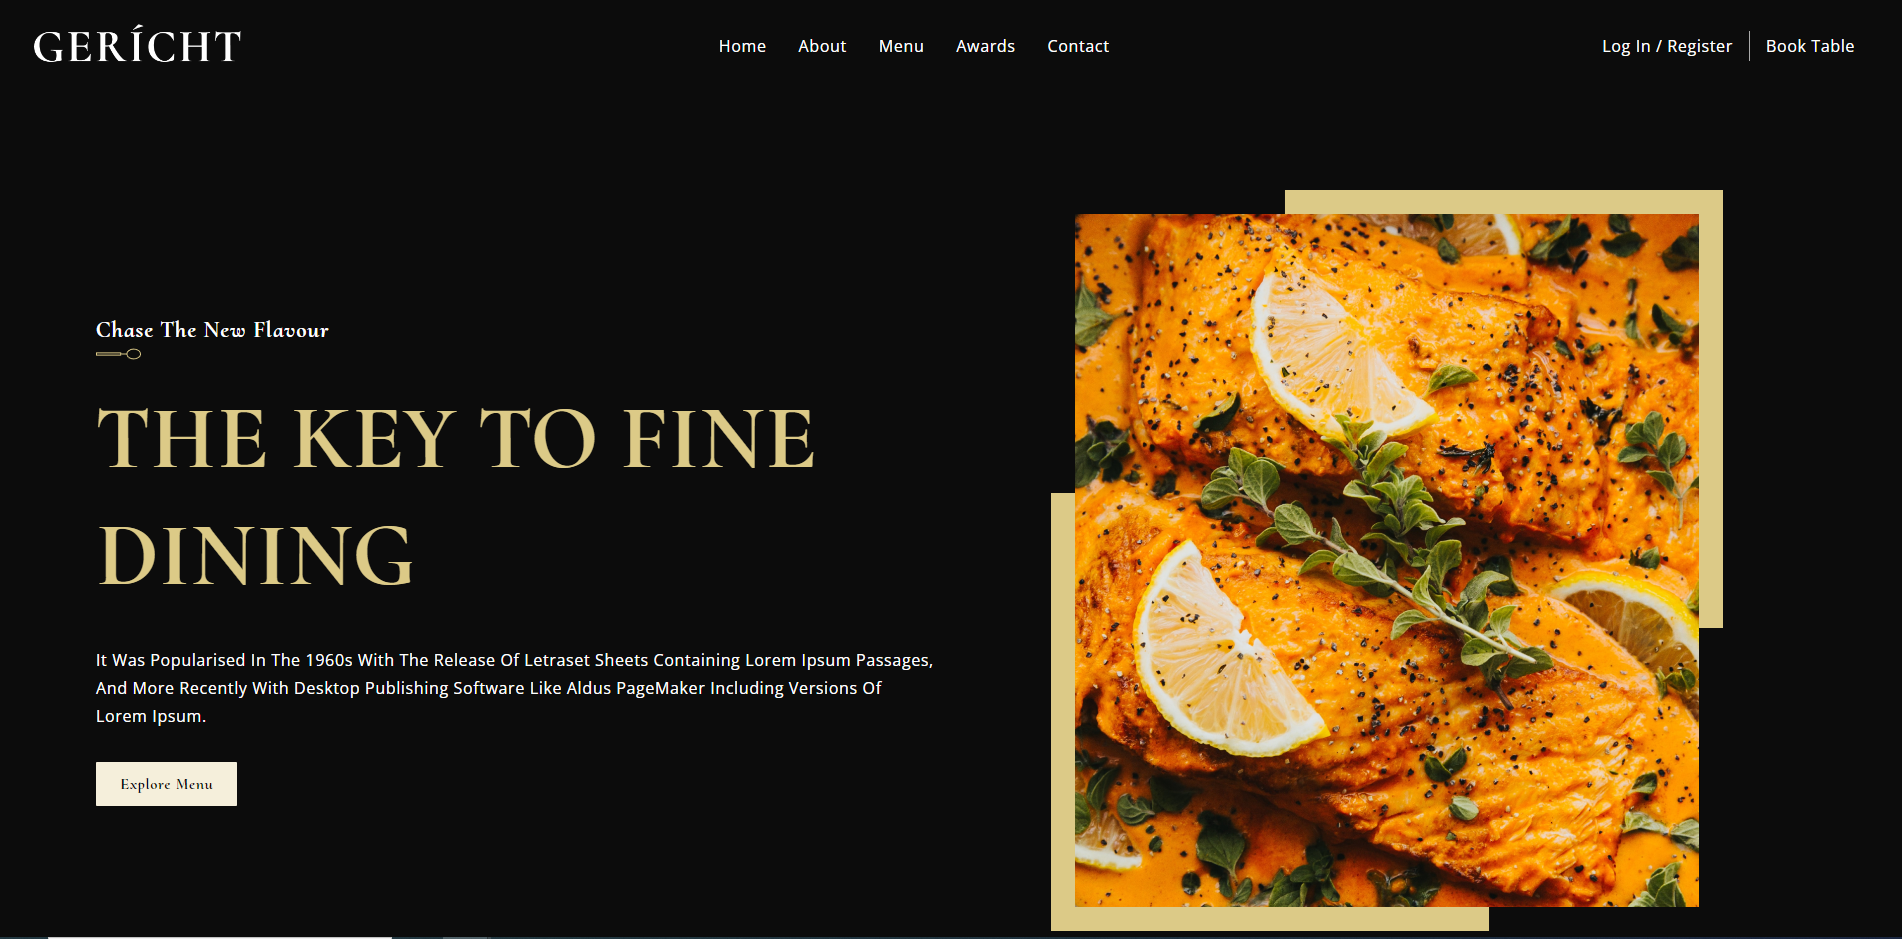 GERÍCHT
Home About Menu Awards Contact
Log In / Register Book Table
Chase The New Flavour
THE KEY TO FINE
DINING
It Was Popularised In The 1960s With The Release Of Letraset Sheets Containing Lorem Ipsum Passages,
And More Recently With Desktop Publishing Software Like Aldus PageMaker Including Versions Of
Lorem Ipsum.
Explore Menu